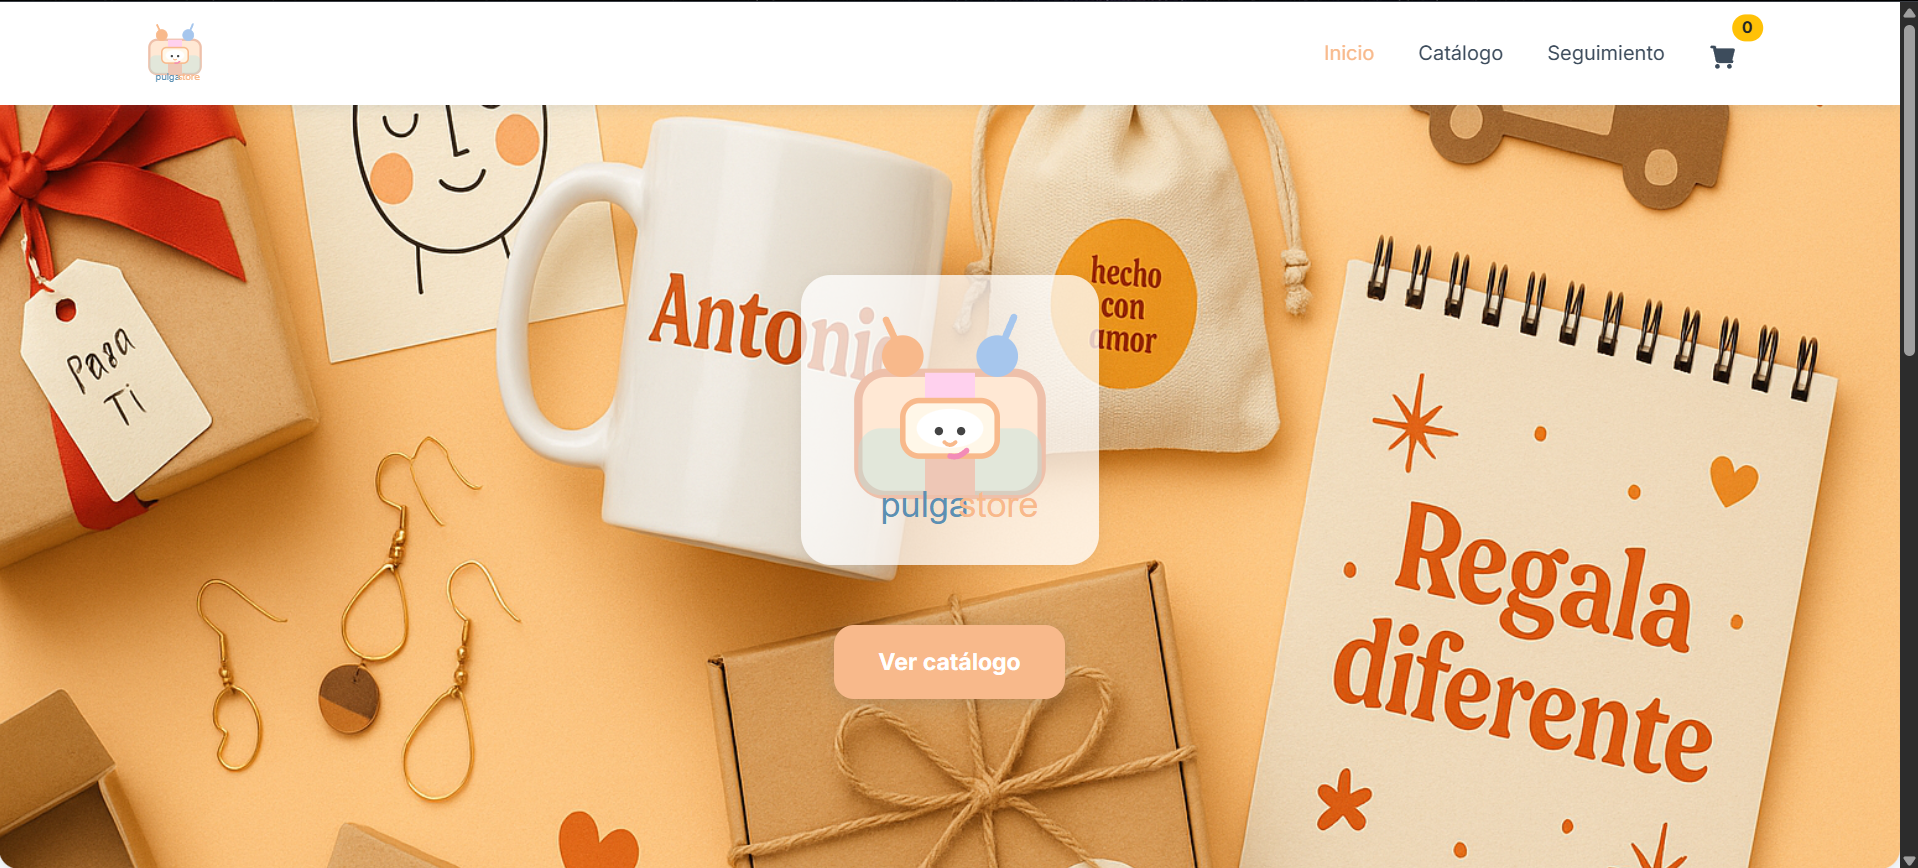 pulgastore
Inicio
Catálogo
Seguimiento
0
Para
Ti
Antonio
hecho
con
amor
pulgastore
Ver catálogo
Regala
diferente